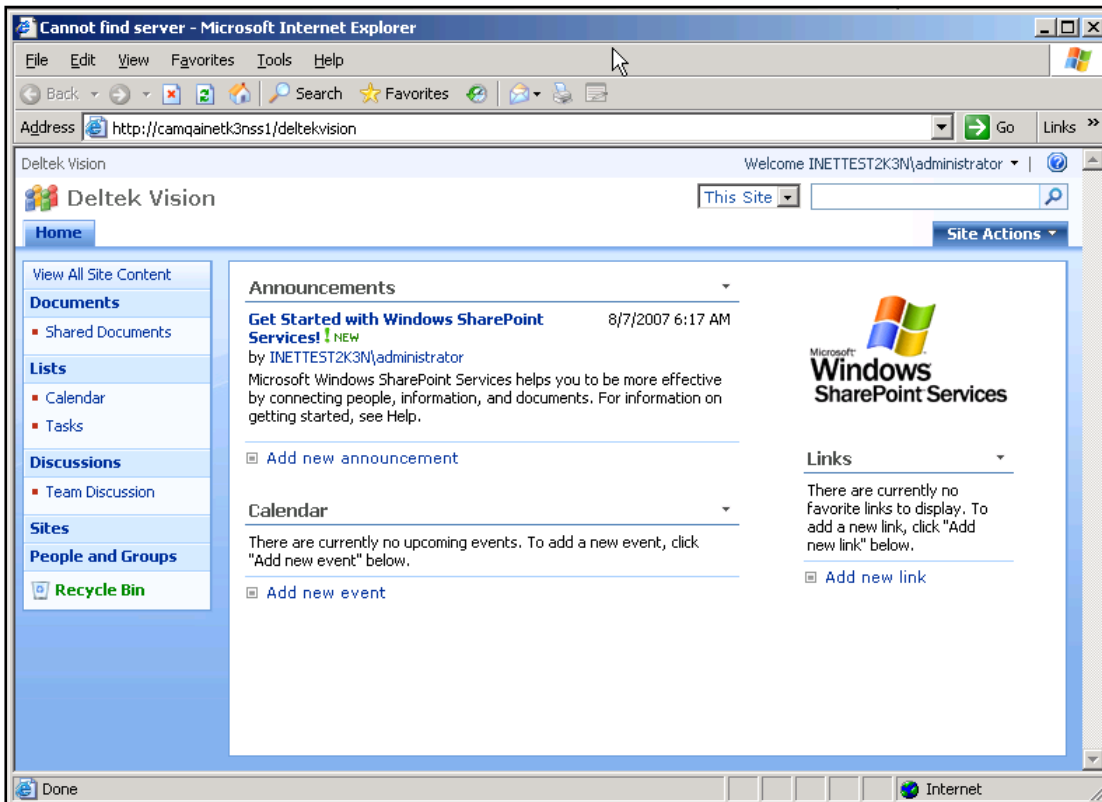 Cannot find server - Microsoft Internet Explorer
File Edit View Favorites Tools Help
Back Search Favorites
Address http://camqainetk3nss1/deltekvision Go Links »
Deltek Vision Welcome INETTEST2K3N\administrator
Deltek Vision This Site
Home Site Actions
View All Site Content
Documents
Shared Documents
Lists
Calendar
Tasks
Discussions
Team Discussion
Sites
People and Groups
Recycle Bin
Announcements
Get Started with Windows SharePoint 8/7/2007 6:17 AM
Services! ! NEW
by INETTEST2K3N\administrator
Microsoft Windows SharePoint Services helps you to be more effective
by connecting people, information, and documents. For information on
getting started, see Help.
Add new announcement
Calendar
There are currently no upcoming events. To add a new event, click
"Add new event" below.
Add new event
Microsoft
Windows
SharePoint Services
Links
There are currently no
favorite links to display. To
add a new link, click "Add
new link" below.
Add new link
Done Internet